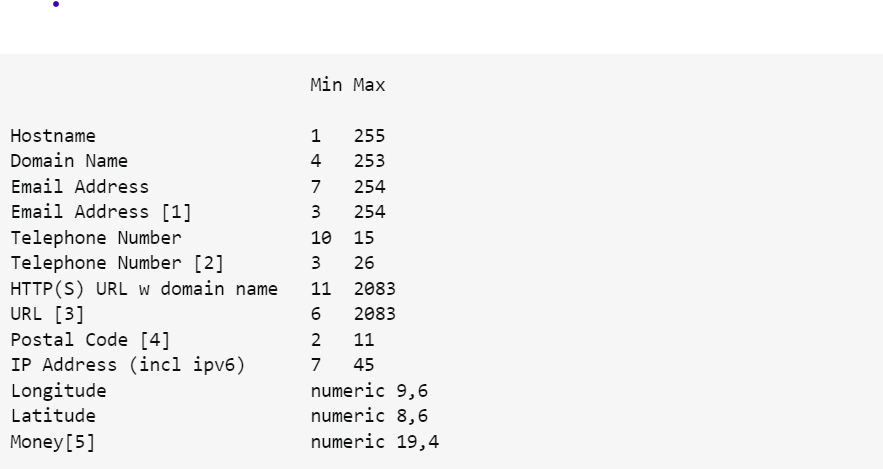 Min Max
Hostname 1 255
Domain Name 4 253
Email Address 7 254
Email Address [1] 3 254
Telephone Number 10 15
Telephone Number [2] 3 26
HTTP(S) URL w domain name 11 2083
URL [3] 6 2083
Postal Code [4] 2 11
IP Address (incl ipv6) 7 45
Longitude numeric 9,6
Latitude numeric 8,6
Money[5] numeric 19,4